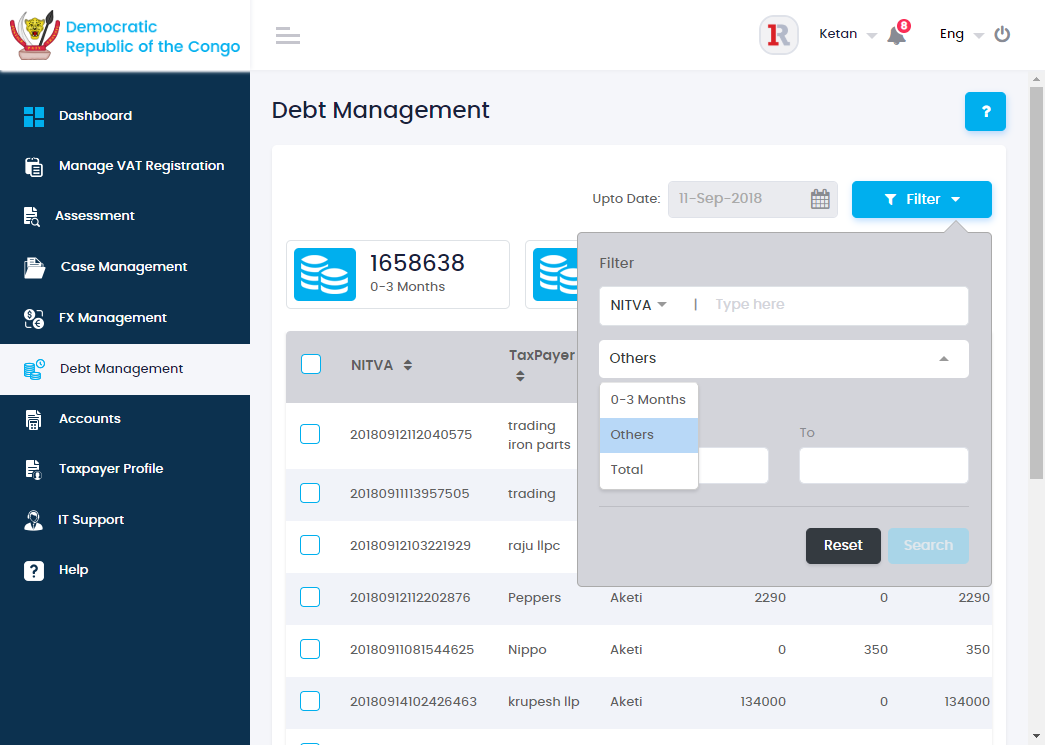 Democratic
Republic of the Congo
Ketan
8
Eng
Dashboard
Manage VAT Registration
Assessment
Case Management
FX Management
Debt Management
Accounts
Taxpayer Profile
IT Support
Help
Debt Management
?
Upto Date:
11-Sep-2018
Filter
1658638
0-3 Months
Filter
NITVA
Type here
Others
0-3 Months
Others
Total
To
Reset
Search
NITVA
TaxPayer
20180912112040575
trading
iron parts
20180911113957505
trading
20180912103221929
raju llpc
20180912112202876
Peppers
Aketi
2290
0
2290
20180911081544625
Nippo
Aketi
0
350
350
20180914102426463
krupesh llp
Aketi
134000
0
134000